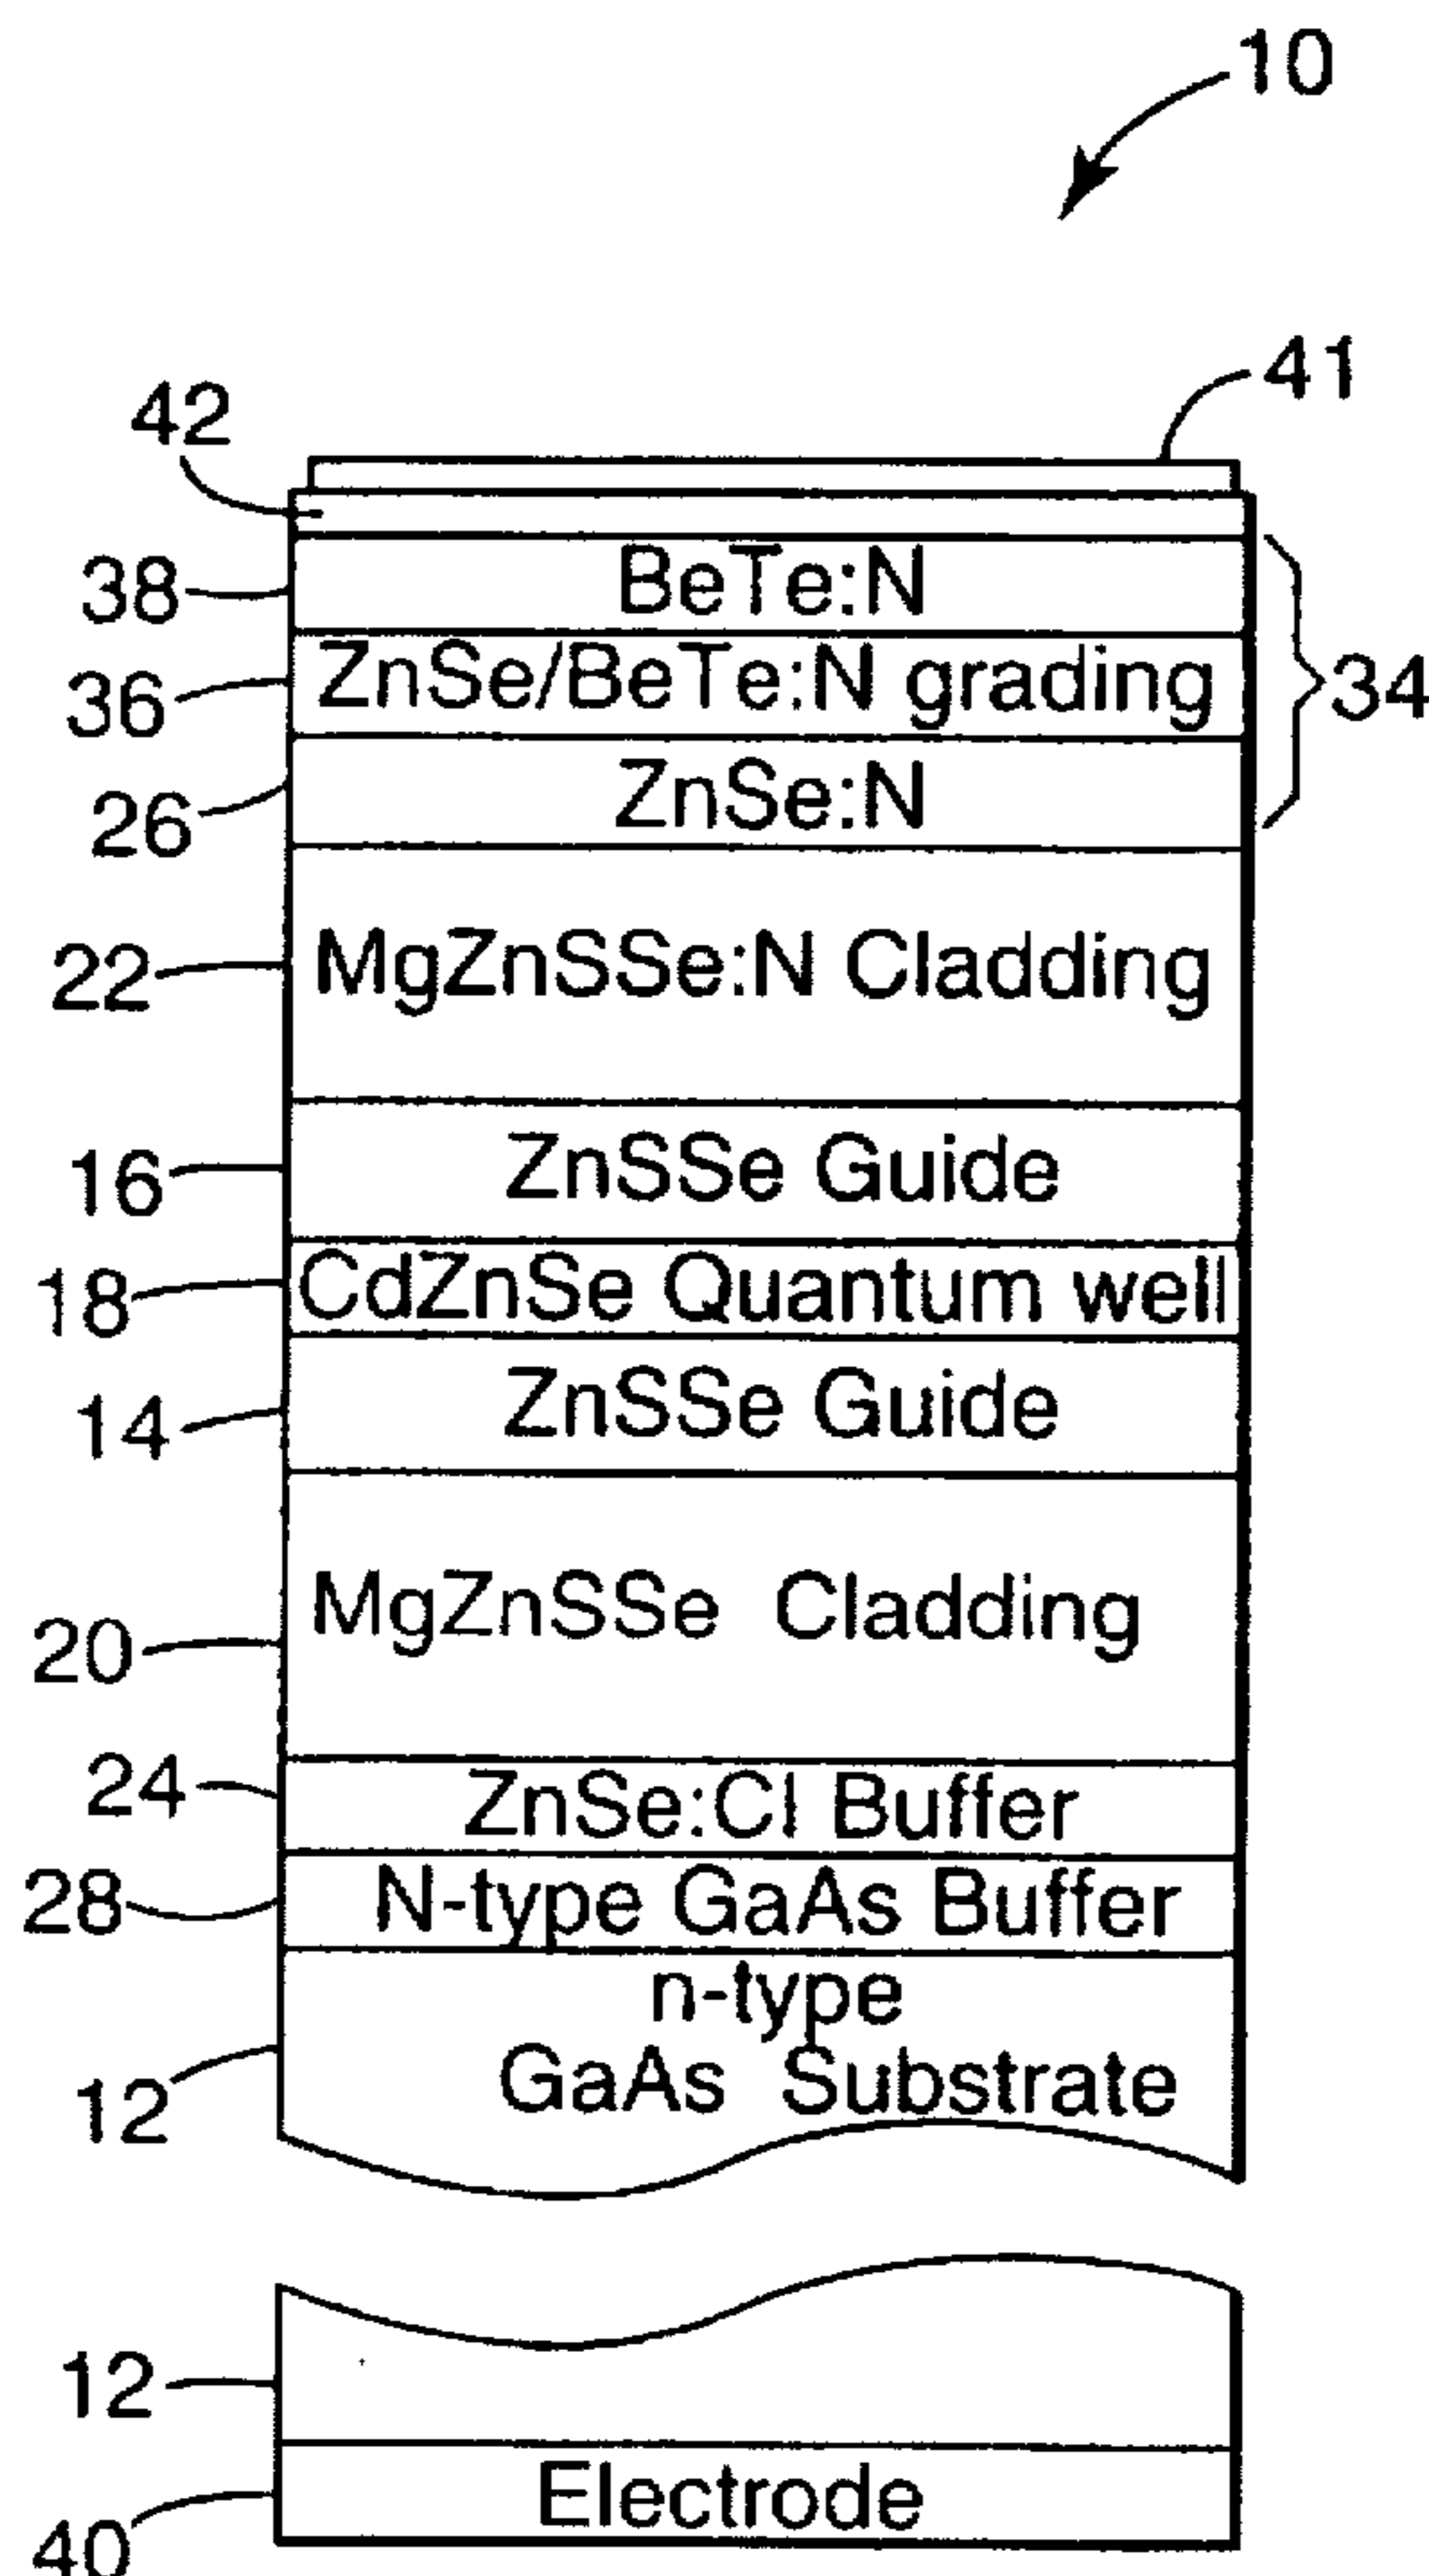 10
41
42
38
BeTe:N
36
ZnSe/BeTe:N grading
34
26
ZnSe:N
22
MgZnSSe:N Cladding
16
ZnSSe Guide
18
CdZnSe Quantum well
14
ZnSSe Guide
20
MgZnSSe Cladding
24
ZnSe:Cl Buffer
28
N-type GaAs Buffer
12
n-type
GaAs Substrate
12
40
Electrode